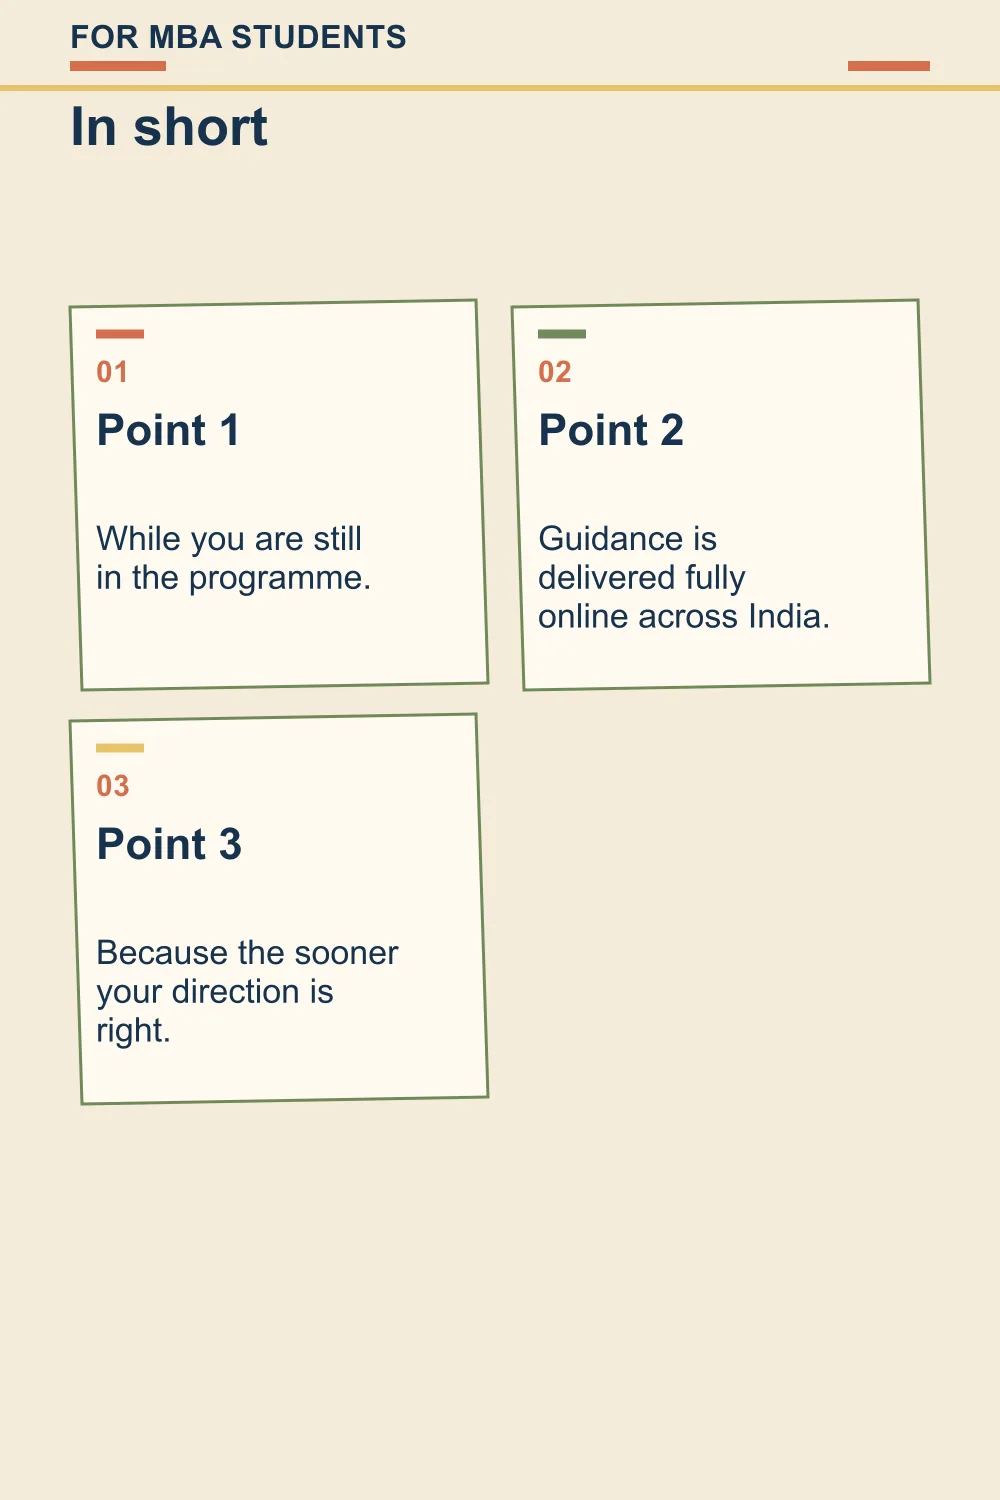 FOR MBA STUDENTS
In short
01
Point 1
While you are still
in the programme.
02
Point 2
Guidance is
delivered fully
online across India.
03
Point 3
Because the sooner
your direction is
right.